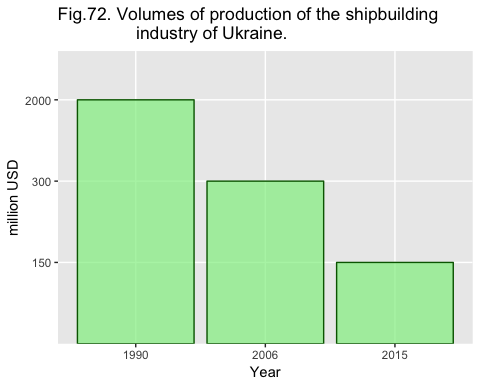 Fig.72. Volumes of production of the shipbuilding
industry of Ukraine.
million USD
2000
300
150
1990 2006 2015
Year